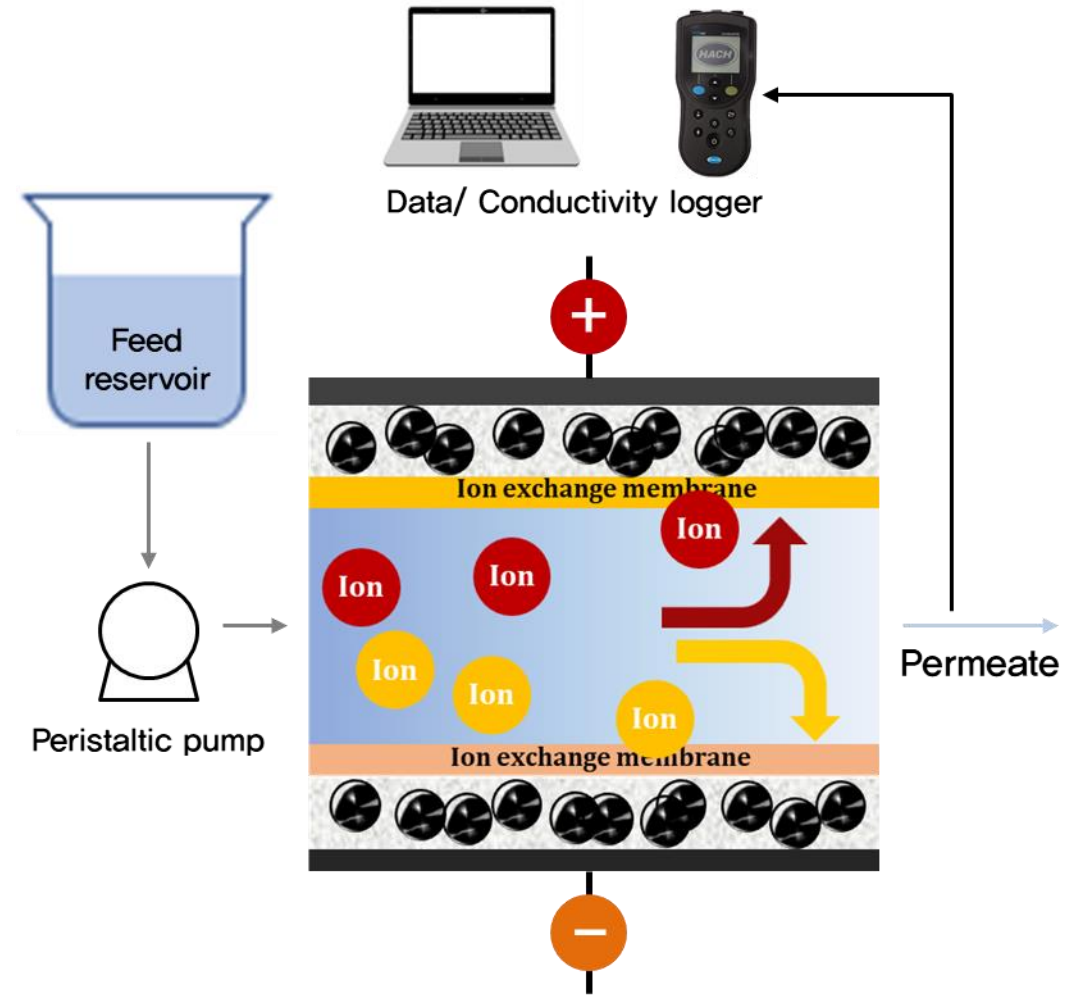 HACH
Data/ Conductivity logger
Feed
reservoir
+
Ion exchange membrane
Ion
Ion
Ion
Ion
Ion
Ion
Permeate
Peristaltic pump
Ion exchange membrane
−